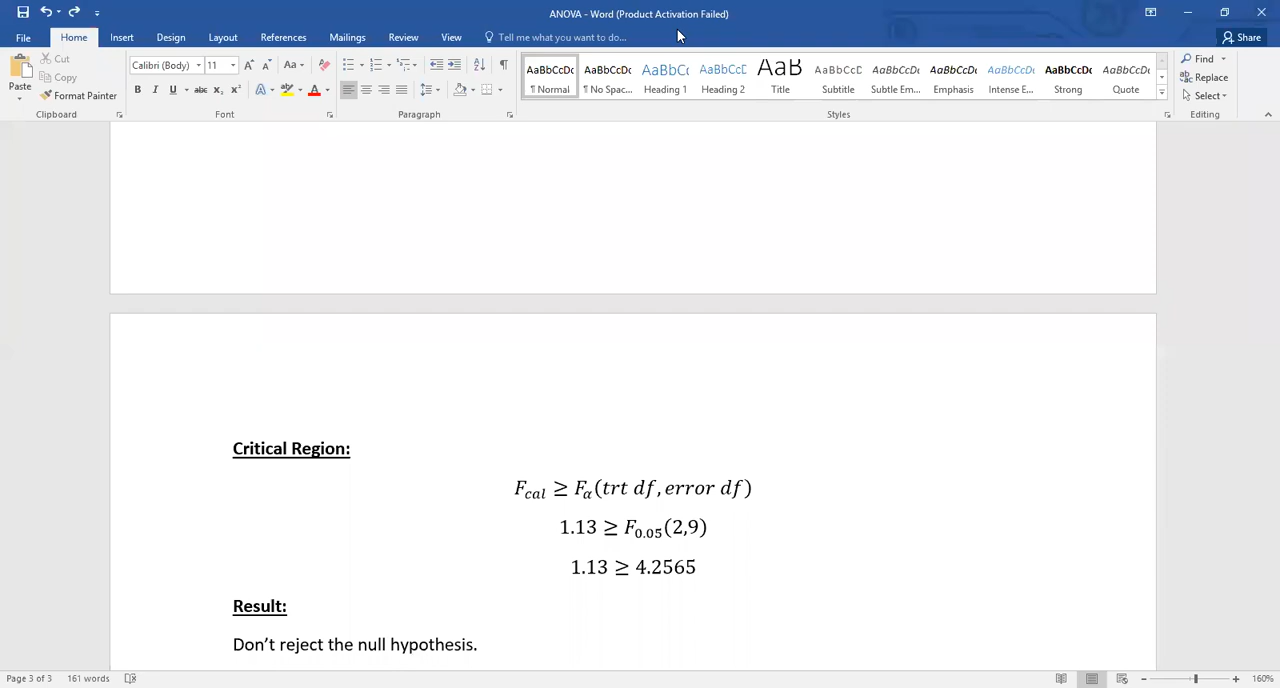 ANOVA - Word (Product Activation Failed)
File Home Insert Design Layout References Mailings Review View Tell me what you want to do... Share
Paste Cut Copy Format Painter
Calibri (Body) 11
AaBbCcDc AaBbCcDc AaBbCc AaBbCcD AaB AaBbCcD AaBbCcDc AaBbCcDc AaBbCcDc AaBbCcDc AaBbCcDc
¶ Normal ¶ No Spac... Heading 1 Heading 2 Title Subtitle Subtle Em... Emphasis Intense E... Strong Quote
Find Replace Select
Clipboard Font Paragraph Styles Editing
Critical Region:
F_cal ≥ F_α(trt df, error df)
1.13 ≥ F_0.05(2,9)
1.13 ≥ 4.2565
Result:
Don’t reject the null hypothesis.
Page 3 of 3 161 words 160%